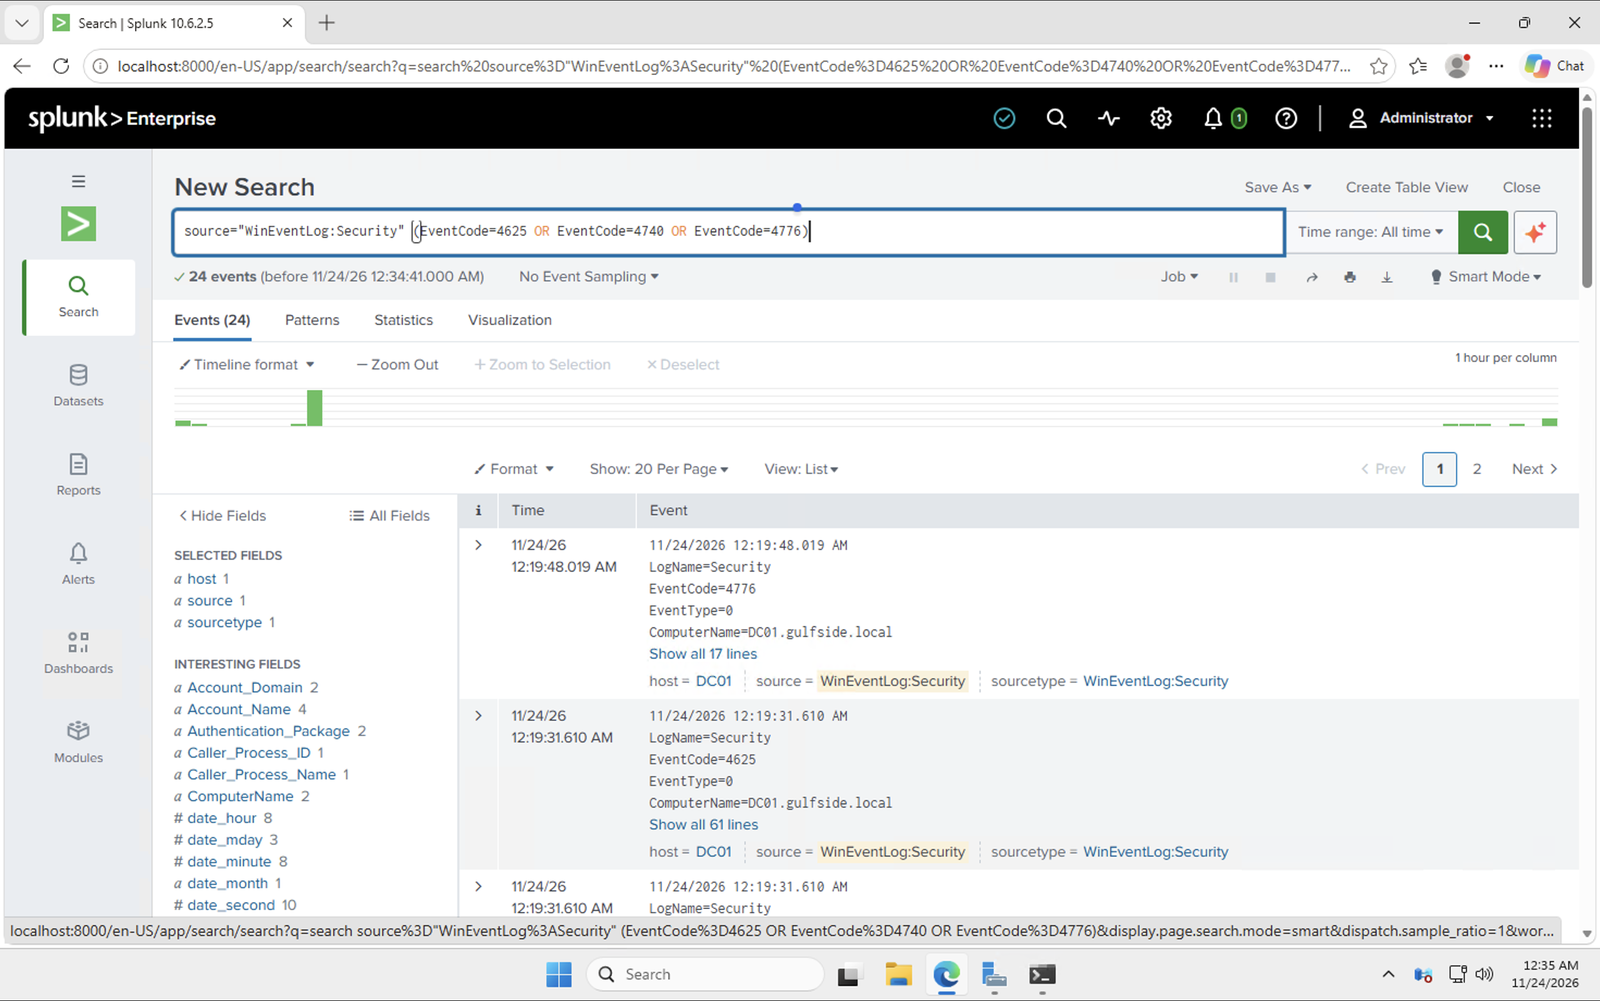 Search | Splunk 10.6.2.5
localhost:8000/en-US/app/search/search?q=search%20source%3D"WinEventLog%3ASecurity"%20(EventCode%3D4625%20OR%20EventCode%3D4740%20OR%20EventCode%3D477...
Chat
splunk>Enterprise
1
Administrator
New Search
Save As
Create Table View
Close
source="WinEventLog:Security" (EventCode=4625 OR EventCode=4740 OR EventCode=4776)
Time range: All time
24 events (before 11/24/26 12:34:41.000 AM)
No Event Sampling
Job
Smart Mode
Search
Datasets
Reports
Alerts
Dashboards
Modules
Events (24)
Patterns
Statistics
Visualization
Timeline format
— Zoom Out
+ Zoom to Selection
× Deselect
1 hour per column
Format
Show: 20 Per Page
View: List
< Prev
1
2
Next >
< Hide Fields
All Fields
SELECTED FIELDS
a host 1
a source 1
a sourcetype 1
INTERESTING FIELDS
a Account_Domain 2
a Account_Name 4
a Authentication_Package 2
a Caller_Process_ID 1
a Caller_Process_Name 1
a ComputerName 2
# date_hour 8
# date_mday 3
# date_minute 8
# date_month 1
# date_second 10
i
Time
Event
11/24/26
12:19:48.019 AM
11/24/2026 12:19:48.019 AM
LogName=Security
EventCode=4776
EventType=0
ComputerName=DC01.gulfside.local
Show all 17 lines
host = DC01
source = WinEventLog:Security
sourcetype = WinEventLog:Security
11/24/26
12:19:31.610 AM
11/24/2026 12:19:31.610 AM
LogName=Security
EventCode=4625
EventType=0
ComputerName=DC01.gulfside.local
Show all 61 lines
host = DC01
source = WinEventLog:Security
sourcetype = WinEventLog:Security
11/24/26
12:19:31.610 AM
11/24/2026 12:19:31.610 AM
LogName=Security
localhost:8000/en-US/app/search/search?q=search source%3D"WinEventLog%3ASecurity" (EventCode%3D4625 OR EventCode%3D4740 OR EventCode%3D4776)&display.page.search.mode=smart&dispatch.sample_ratio=1&wor...
Search
12:35 AM
11/24/2026